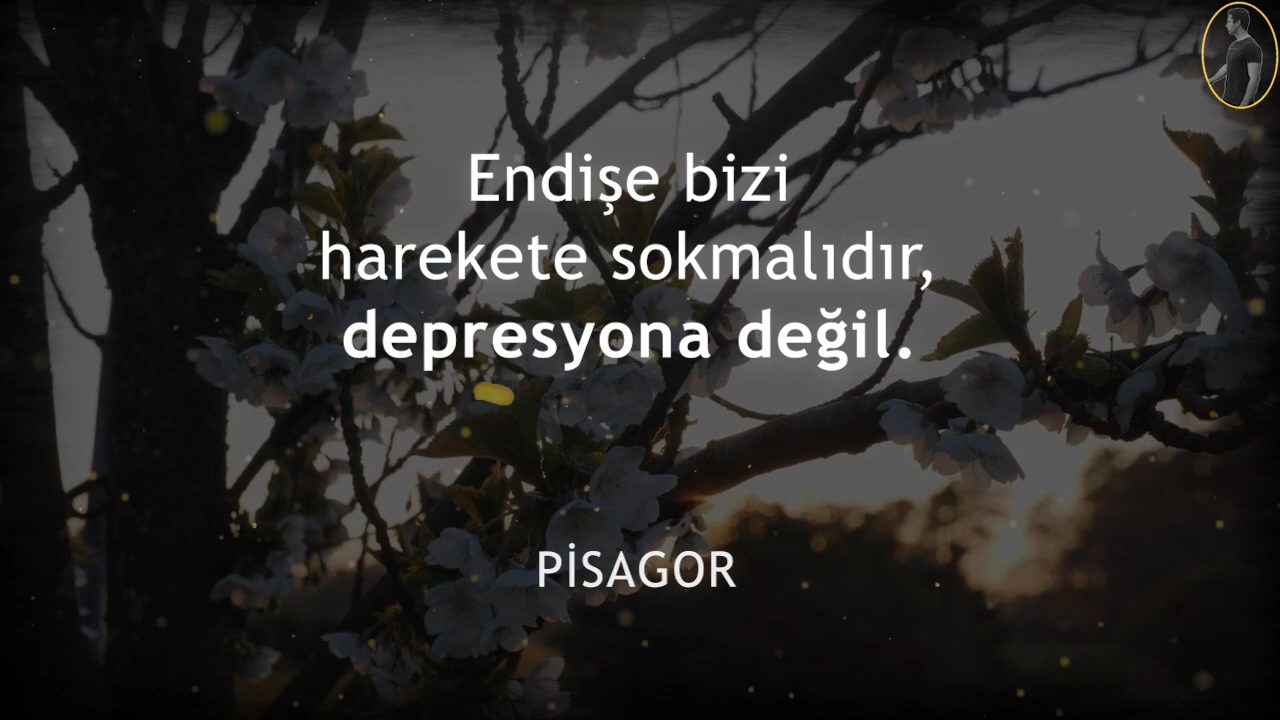 Endişe bizi
harekete sokmalıdır,
depresyona değil.
PİSAGOR